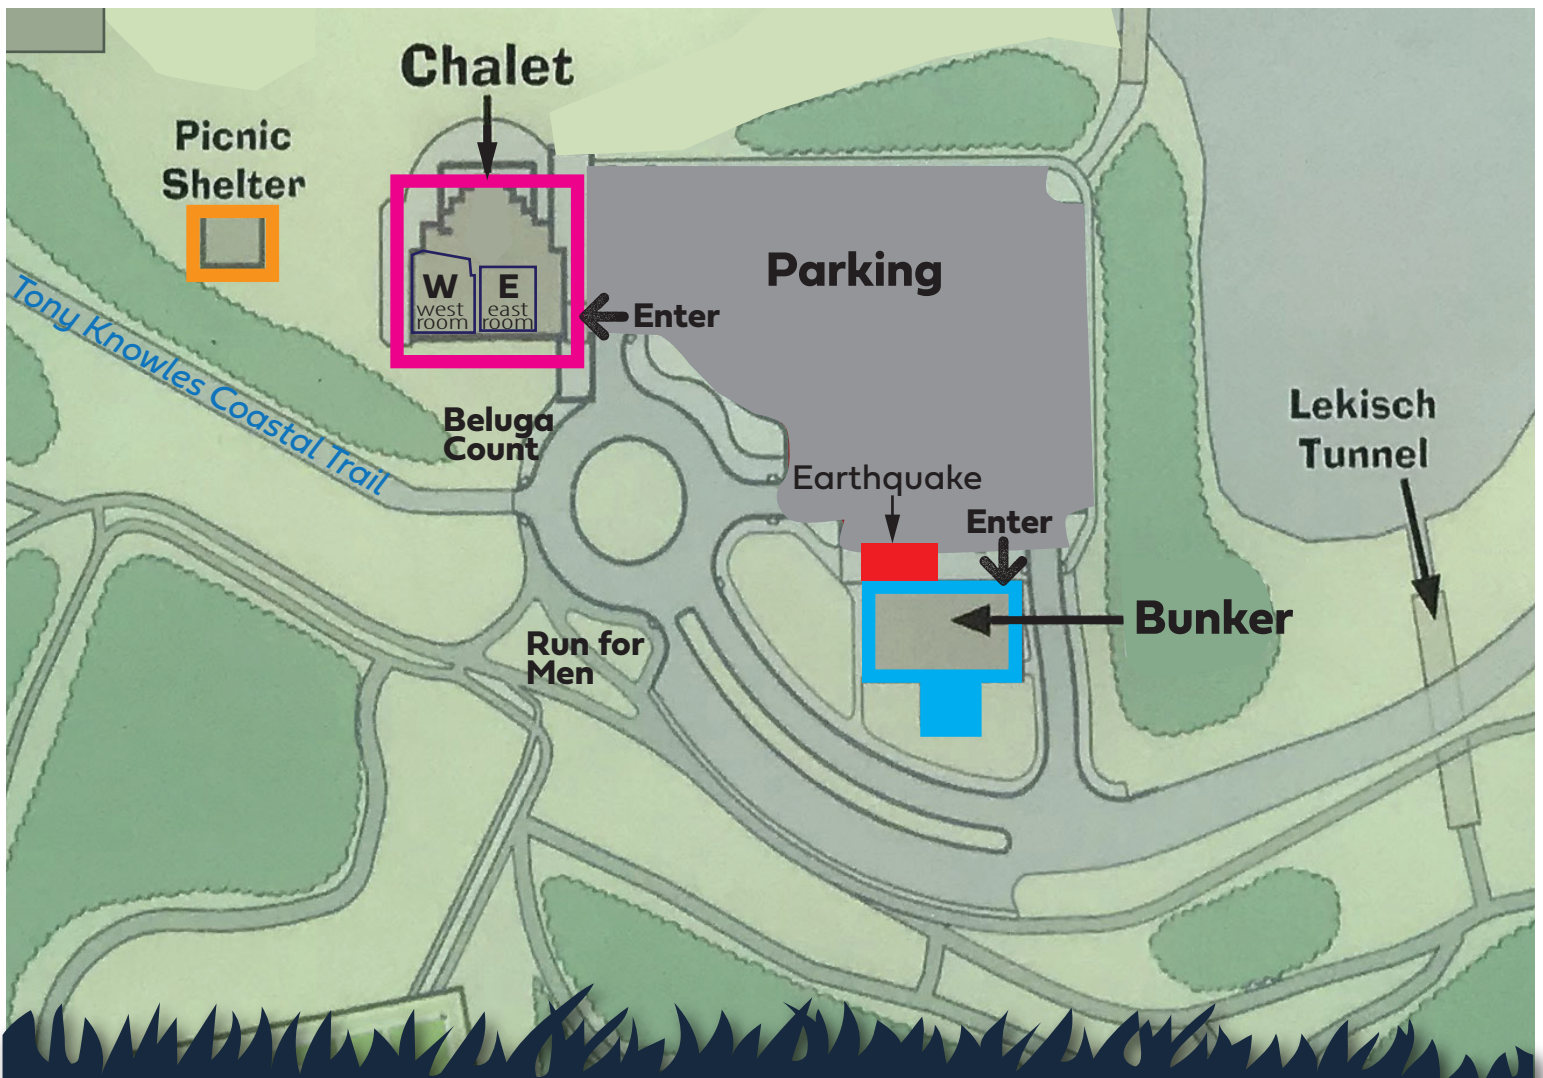 Chalet
Picnic
Shelter
Parking
W
west
room
E
east
room
Enter
Tony Knowles Coastal Trail
Beluga
Count
Lekisch
Tunnel
Earthquake
Enter
Bunker
Run for
Men